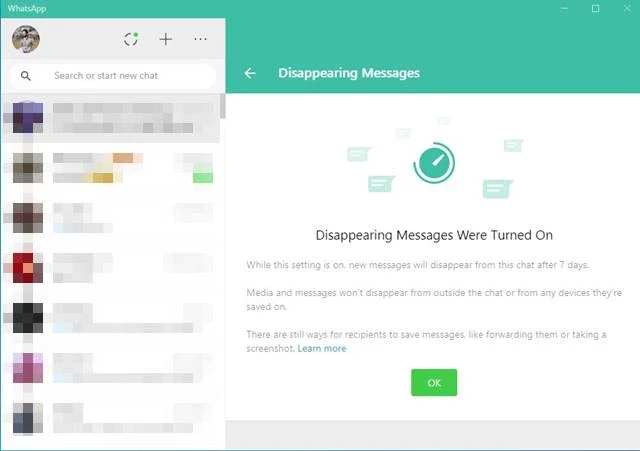 WhatsApp
Search or start new chat
Disappearing Messages
Disappearing Messages Were Turned On
While this setting is on, new messages will disappear from this chat after 7 days.
Media and messages won't disappear from outside the chat or from any devices they're
saved on.
There are still ways for recipients to save messages, like forwarding them or taking a
screenshot. Learn more
OK